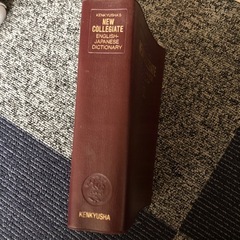 KENKYUSHA'S
NEW
COLLEGIATE
ENGLISH-
JAPANESE
DICTIONARY
KENKYUSHA